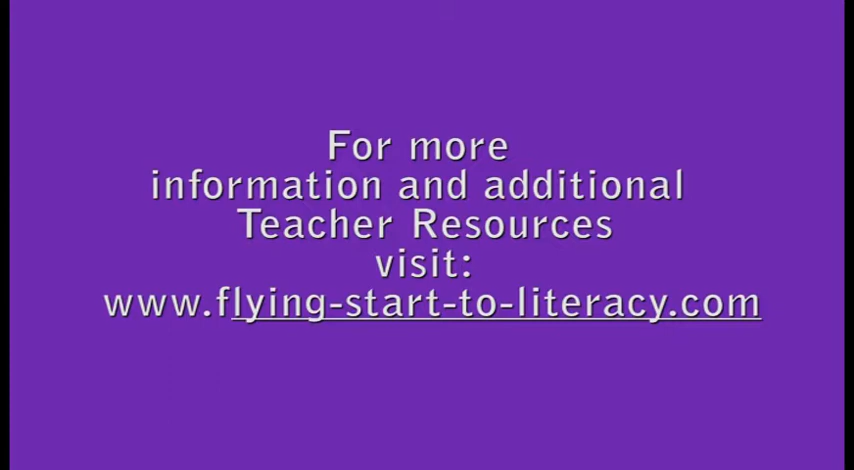 For more
information and additional
Teacher Resources
visit:
www.flying-start-to-literacy.com